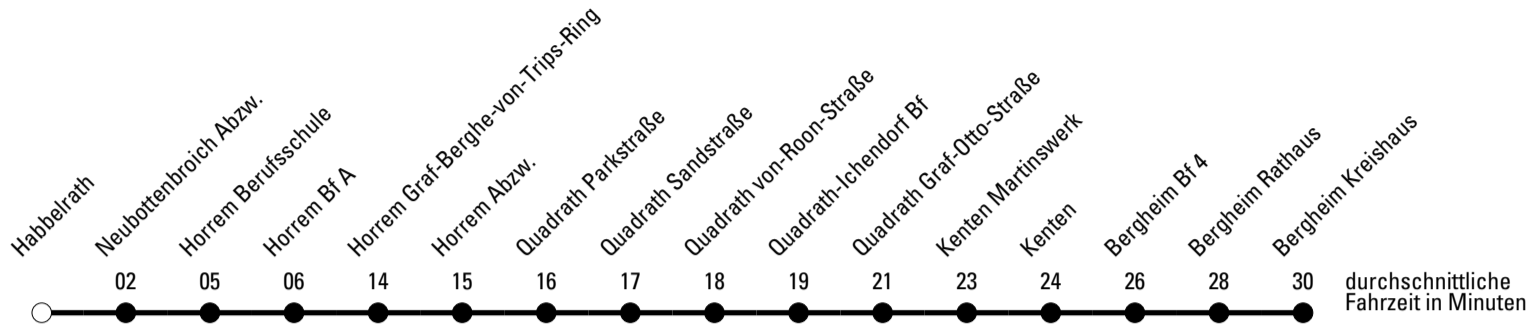 Habbelrath
Neubottenbroich Abzw.
Horrem Berufsschule
Horrem Bf A
Horrem Graf-Berghe-von-Trips-Ring
Horrem Abzw.
Quadrath Parkstraße
Quadrath Sandstraße
Quadrath von-Roon-Straße
Quadrath-Ichendorf Bf
Quadrath Graf-Otto-Straße
Kenten Martinswerk
Kenten
Bergheim Bf 4
Bergheim Rathaus
Bergheim Kreishaus
02 05 06 14 15 16 17 18 19 21 23 24 26 28 30
durchschnittliche
Fahrzeit in Minuten